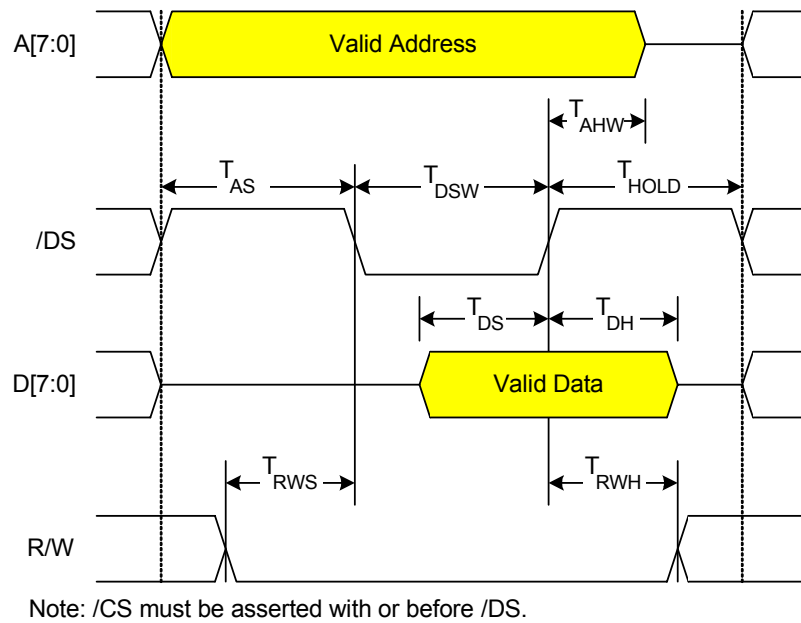 A[7:0]
Valid Address
TAHW
TAS
TDSW
THOLD
/DS
TDS
TDH
D[7:0]
Valid Data
TRWS
TRWH
R/W
Note: /CS must be asserted with or before /DS.